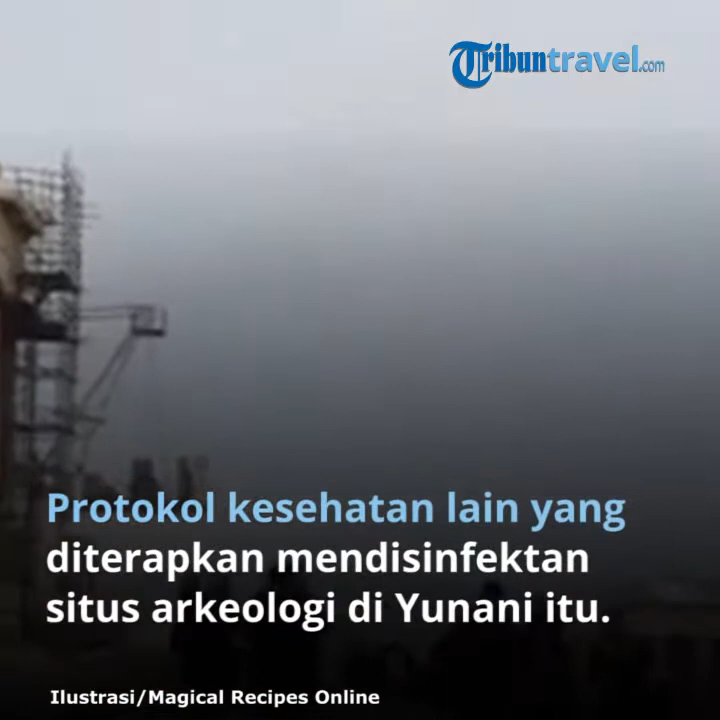 Tribuntravel.com
Protokol kesehatan lain yang
diterapkan mendisinfektan
situs arkeologi di Yunani itu.
Ilustrasi/Magical Recipes Online